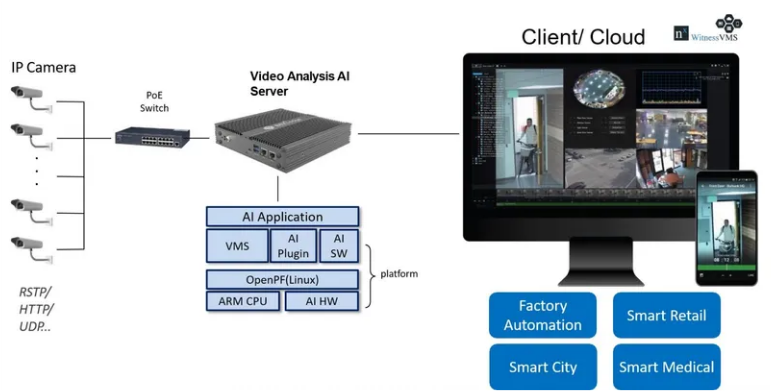 Client/ Cloud
n³ WitnessVMS
IP Camera
PoE
Switch
Video Analysis AI
Server
AI Application
VMS
AI
Plugin
AI
SW
platform
OpenPF(Linux)
ARM CPU
AI HW
RSTP/
HTTP/
UDP...
Factory
Automation
Smart Retail
Smart City
Smart Medical